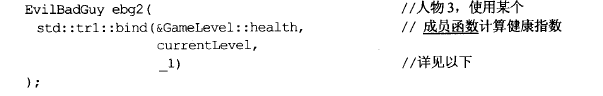 EvilBadGuy ebg2( //人物 3，使用某个
std::tr1::bind(&GameLevel::health, // 成员函数计算健康指数
currentLevel,
_1) //详见以下
);